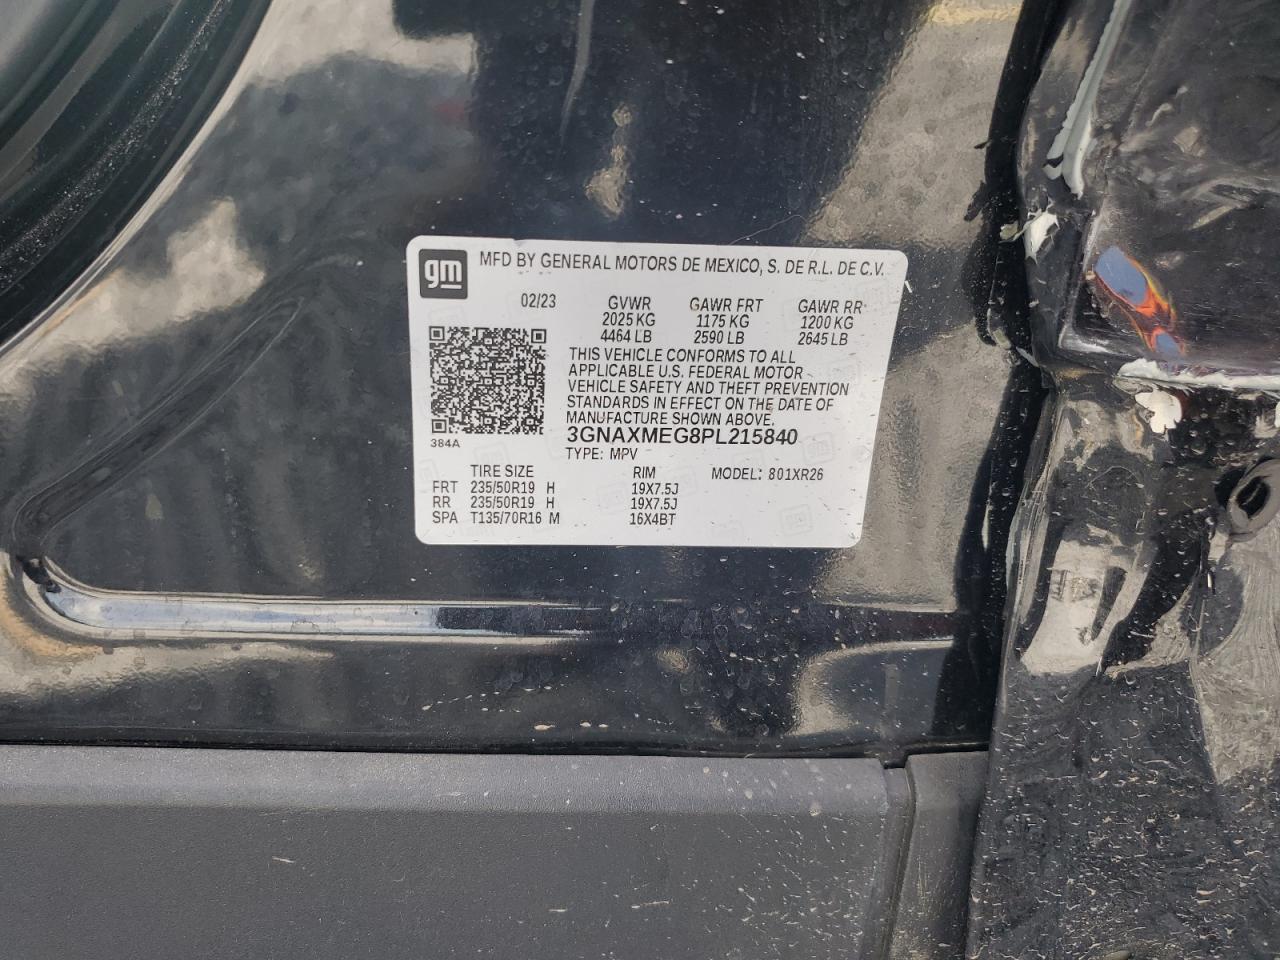 gm MFD BY GENERAL MOTORS DE MEXICO, S. DE R.L. DE C.V.
02/23 GVWR GAWR FRT GAWR RR
2025 KG 1175 KG 1200 KG
4464 LB 2590 LB 2645 LB
THIS VEHICLE CONFORMS TO ALL
APPLICABLE U.S. FEDERAL MOTOR
VEHICLE SAFETY AND THEFT PREVENTION
STANDARDS IN EFFECT ON THE DATE OF
MANUFACTURE SHOWN ABOVE.
384A
3GNAXMEG8PL215840
TYPE: MPV
TIRE SIZE RIM MODEL: 801XR26
FRT 235/50R19 H 19X7.5J
RR 235/50R19 H 19X7.5J
SPA T135/70R16 M 16X4BT